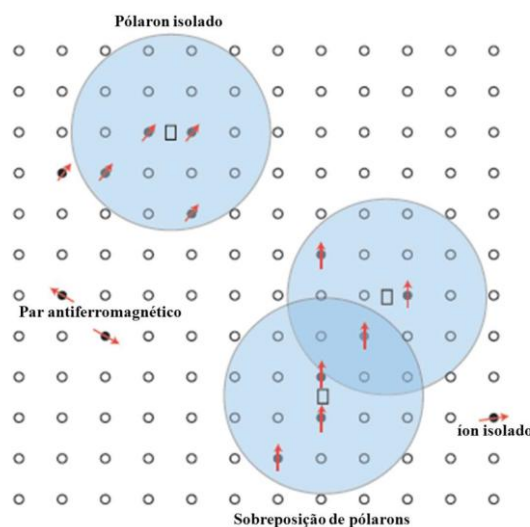 Pólaron isolado
Par antiferromagnético
íon isolado
Sobreposição de pólarons